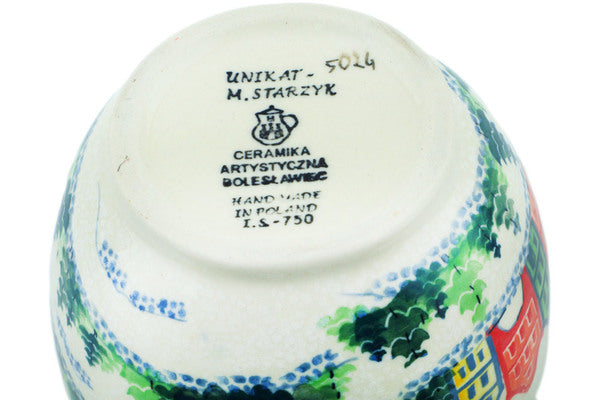 UNIKAT - 5024
M. STARZYK
CERAMIKA
ARTYSTYCZNA
BOLESŁAWIEC
HAND MADE
IN POLAND
I.S-750